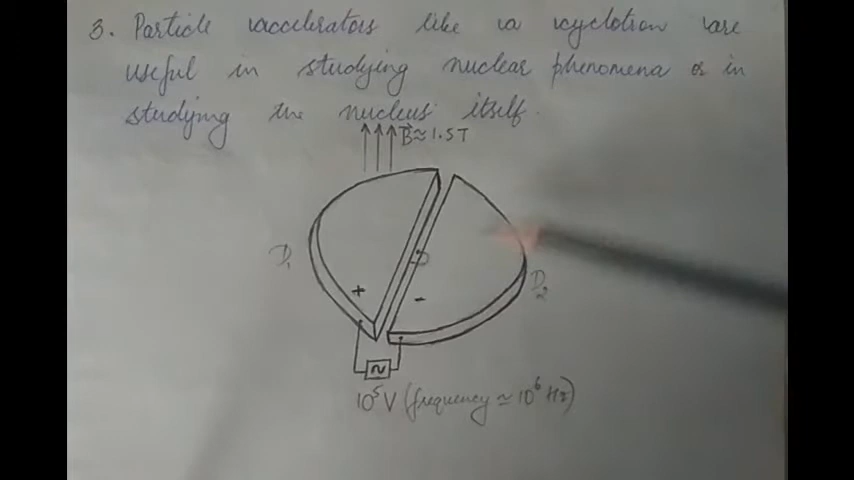 3. Particle accelerators like a cyclotron are
useful in studying nuclear phenomena or in
studying the nucleus itself.
B≈1.5T
D₁
D₂
+
-
~
10⁵V (frequency ≃ 10⁶ Hz)